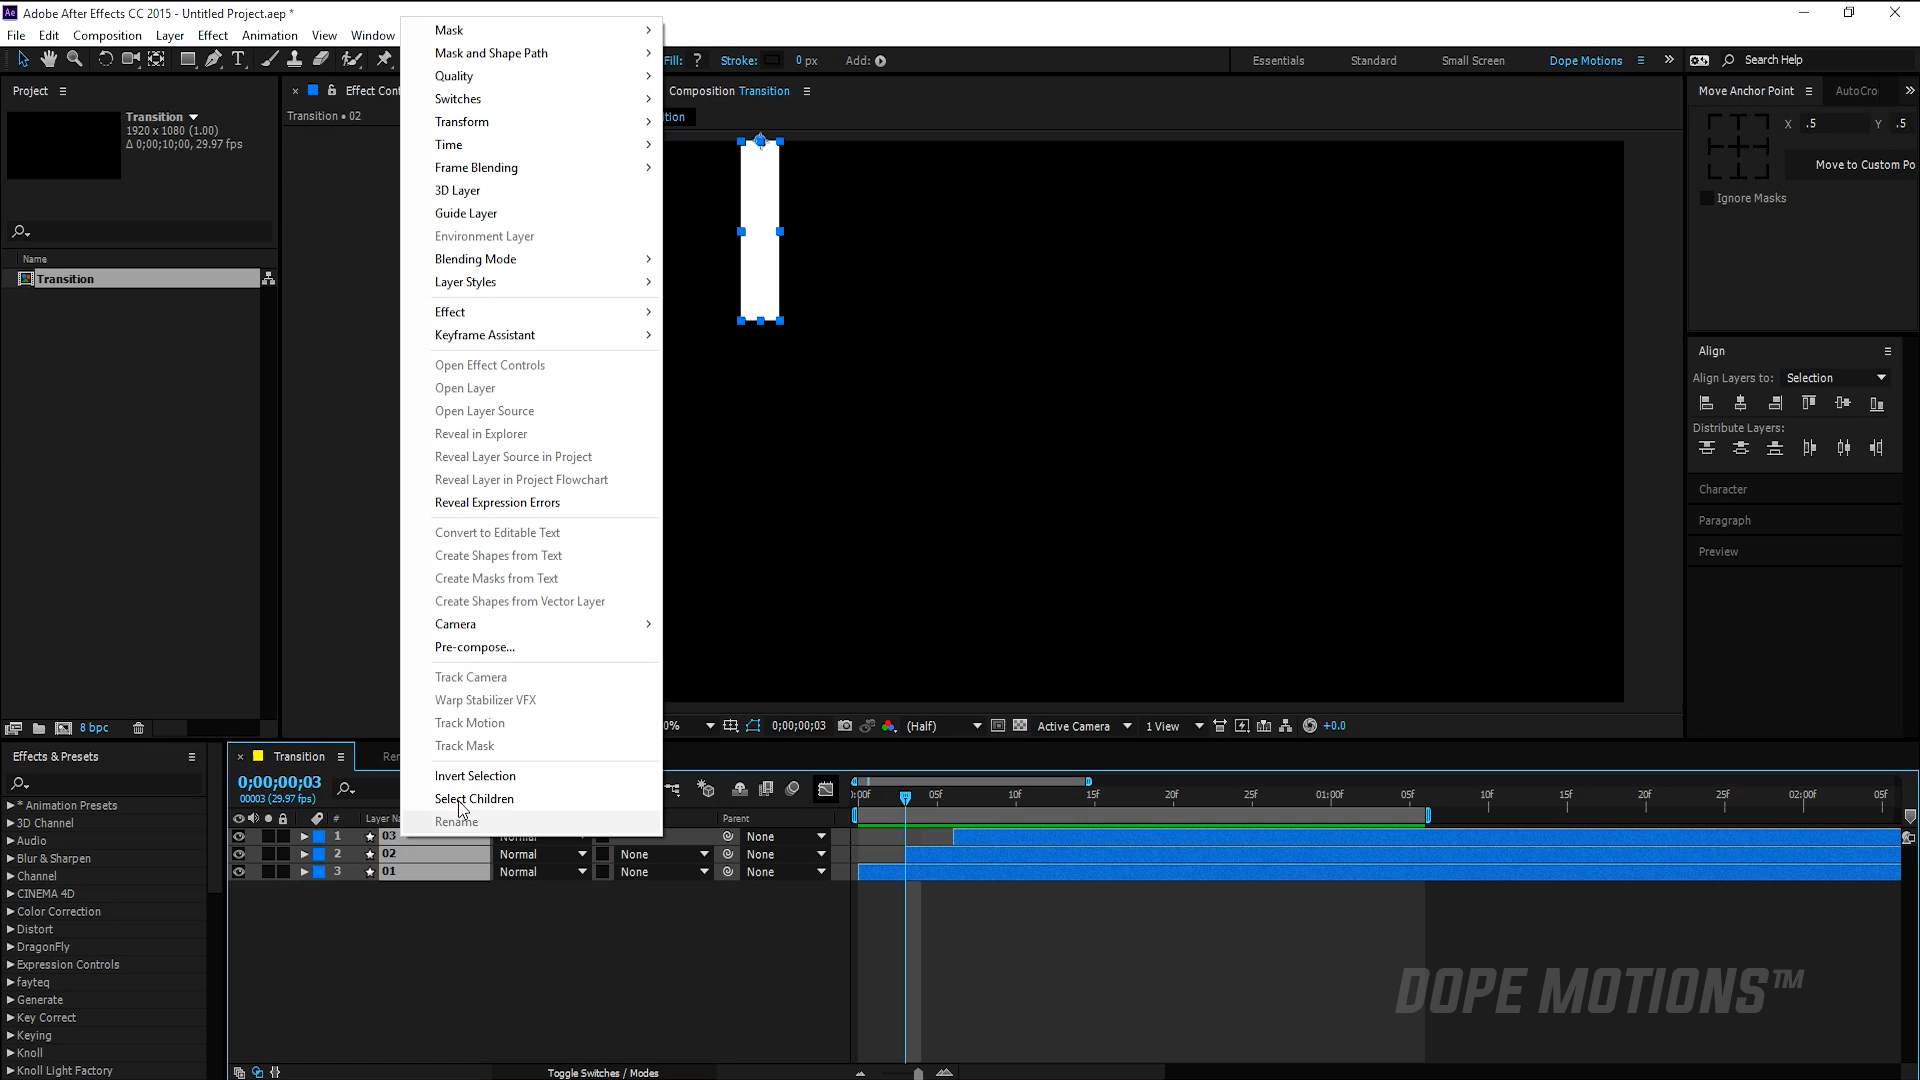 Adobe After Effects CC 2015 - Untitled Project.aep *
File Edit Composition Layer Effect Animation View Window
Fill: ? Stroke: 0 px Add:
Essentials Standard Small Screen Dope Motions Search Help
Project
Transition
1920 x 1080 (1.00)
Δ 0;00;10;00, 29.97 fps
Name
Transition
8 bpc
Effect Con
Transition • 02
Mask
Mask and Shape Path
Quality
Switches
Transform
Time
Frame Blending
3D Layer
Guide Layer
Environment Layer
Blending Mode
Layer Styles
Effect
Keyframe Assistant
Open Effect Controls
Open Layer
Open Layer Source
Reveal in Explorer
Reveal Layer Source in Project
Reveal Layer in Project Flowchart
Reveal Expression Errors
Convert to Editable Text
Create Shapes from Text
Create Masks from Text
Create Shapes from Vector Layer
Camera
Pre-compose...
Track Camera
Warp Stabilizer VFX
Track Motion
Track Mask
Invert Selection
Select Children
Rename
Composition Transition
tion
0% 0;00;00;03 (Half) Active Camera 1 View +0.0
Move Anchor Point AutoCro
X .5 Y .5
Move to Custom Po
Ignore Masks
Align
Align Layers to: Selection
Distribute Layers:
Character
Paragraph
Preview
Effects & Presets
* Animation Presets
3D Channel
Audio
Blur & Sharpen
Channel
CINEMA 4D
Color Correction
Distort
DragonFly
Expression Controls
fayteq
Generate
Key Correct
Keying
Knoll
Knoll Light Factory
Transition Re
0;00;00;03
00003 (29.97 fps)
# Layer Na Parent
1 03 Normal None
2 02 Normal None None
3 01 Normal None None
):00f 05f 10f 15f 20f 25f 01:00f 05f 10f 15f 20f 25f 02:00f 05f
Toggle Switches / Modes
DOPE MOTIONS™